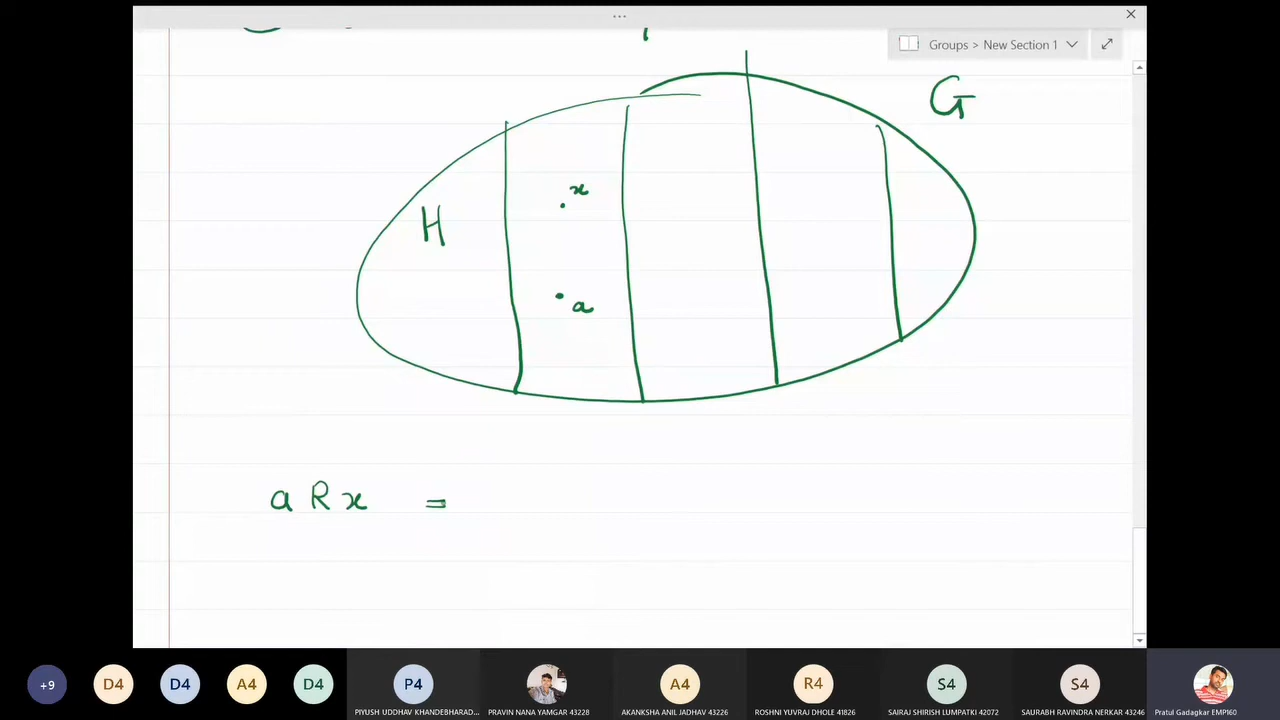 Groups > New Section 1
G
x
H
a
a R x =
+9
D4
D4
A4
D4
P4
A4
R4
S4
S4
PIYUSH UDDHAV KHANDEBHARAD...
PRAVIN NANA YAMGAR 43228
AKANKSHA ANIL JADHAV 43226
ROSHNI YUVRAJ DHOLE 41826
SAIRAJ SHIRISH LUMPATKI 42072
SAURABH RAVINDRA NERKAR 43246
Pratul Gadagkar EMP160